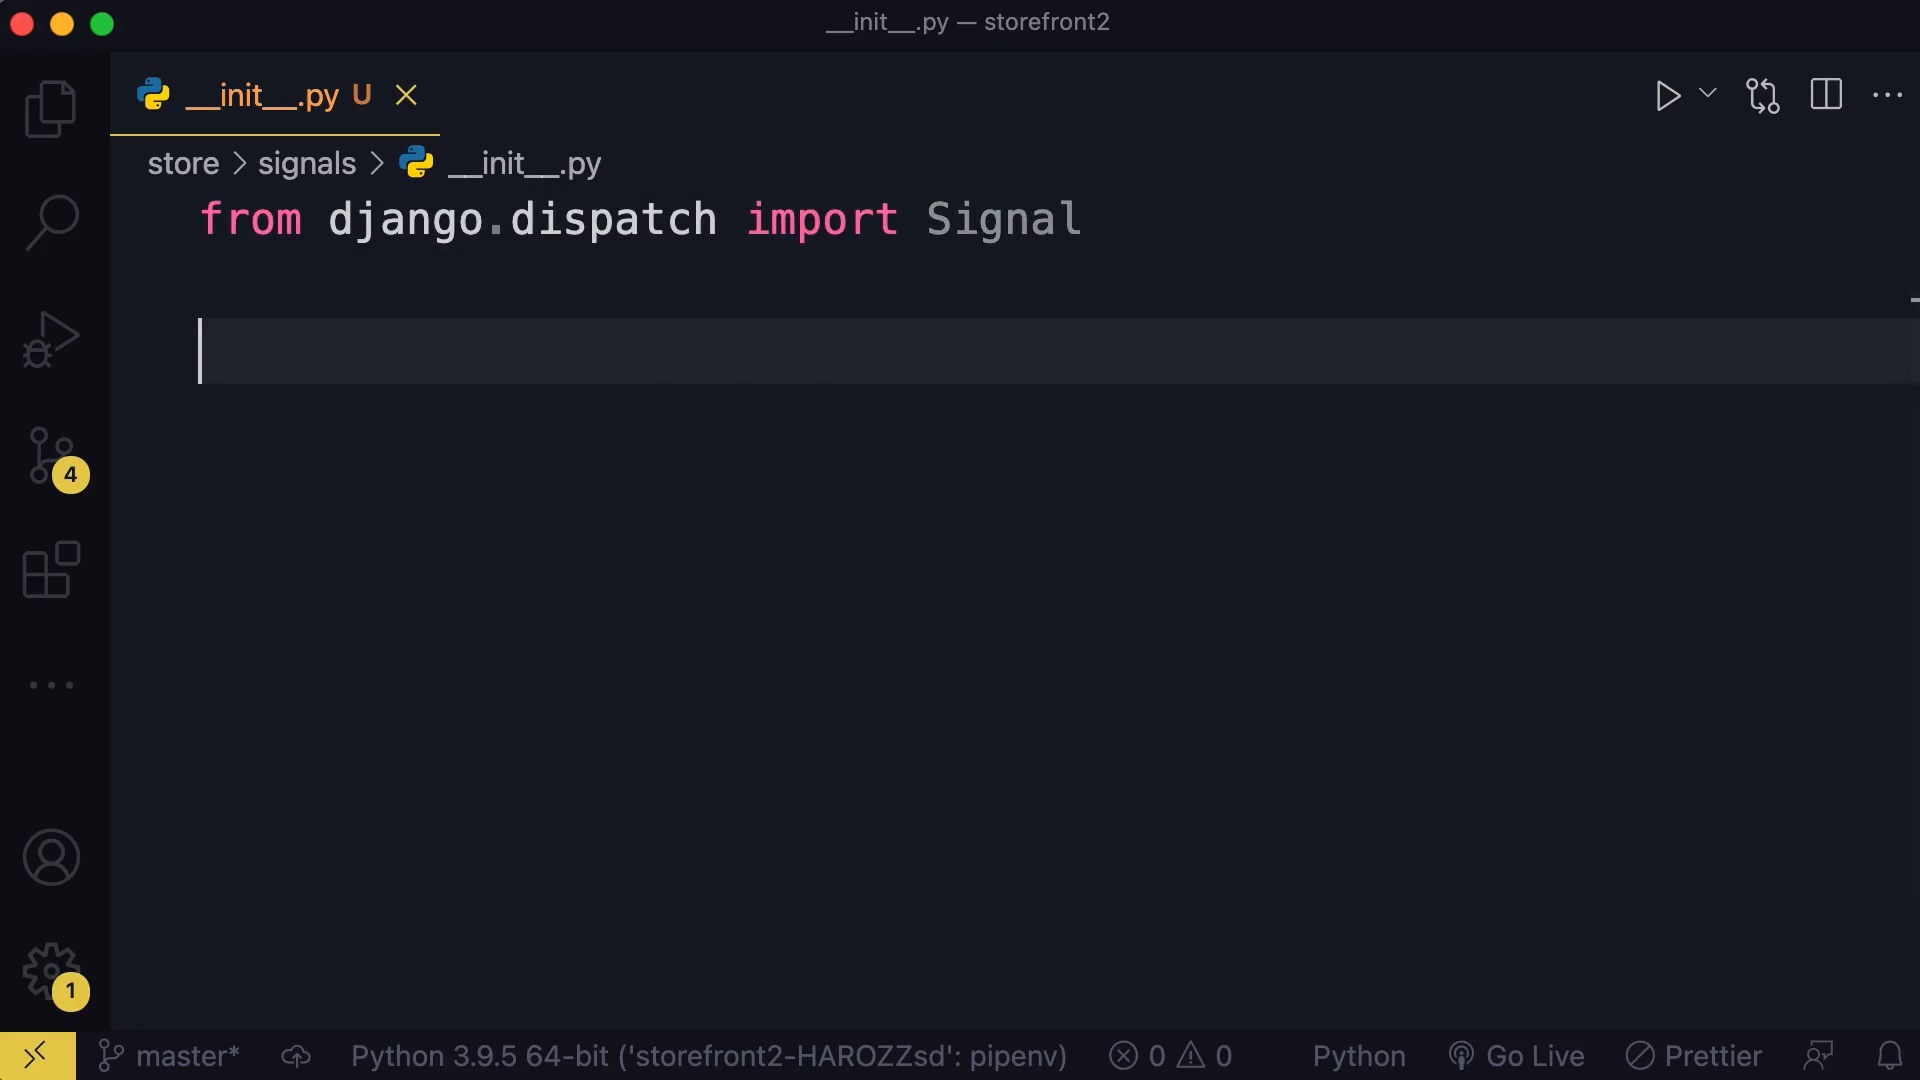 __init__.py — storefront2
__init__.py U
store > signals > __init__.py
from django.dispatch import Signal
4
1
master* Python 3.9.5 64-bit ('storefront2-HAROZZsd': pipenv) 0 0 Python Go Live Prettier